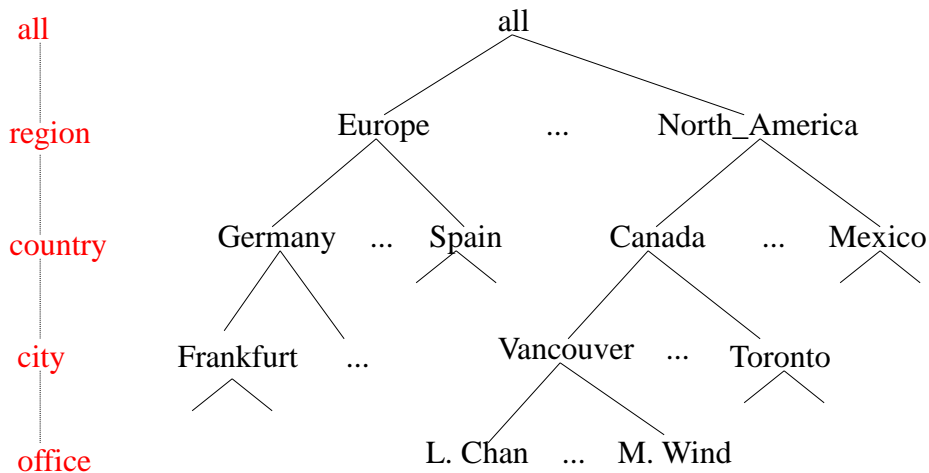 all all
region Europe ... North_America
country Germany ... Spain Canada ... Mexico
city Frankfurt ... Vancouver ... Toronto
office L. Chan ... M. Wind